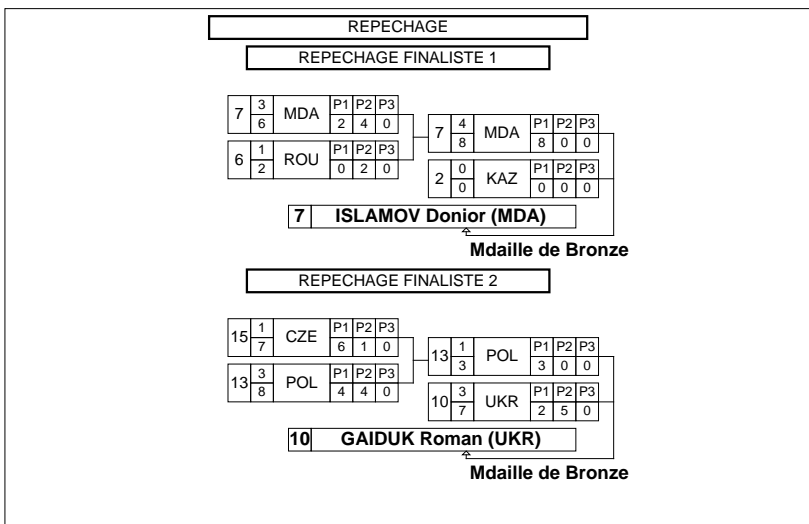 REPECHAGE
REPECHAGE FINALISTE 1
7 3 MDA P1 P2 P3
6 2 4 0
6 1 ROU P1 P2 P3
2 0 2 0
7 4 MDA P1 P2 P3
8 8 0 0
2 0 KAZ P1 P2 P3
0 0 0 0
7 ISLAMOV Donior (MDA)
Mdaille de Bronze
REPECHAGE FINALISTE 2
15 1 CZE P1 P2 P3
7 6 1 0
13 3 POL P1 P2 P3
8 4 4 0
13 1 POL P1 P2 P3
3 3 0 0
10 3 UKR P1 P2 P3
7 2 5 0
10 GAIDUK Roman (UKR)
Mdaille de Bronze